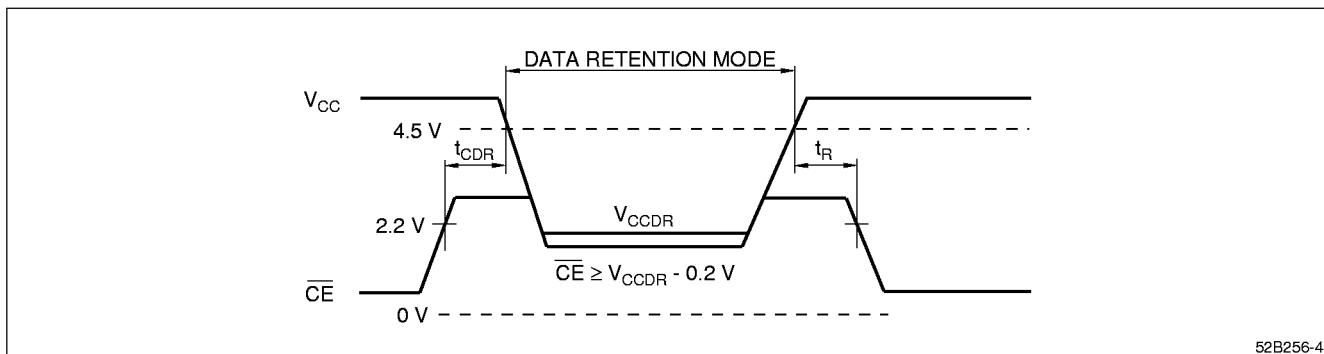 DATA RETENTION MODE
VCC
4.5 V
tCDR
tR
2.2 V
VCCDR
CE ≥ VCCDR - 0.2 V
CE
0 V
52B256-4